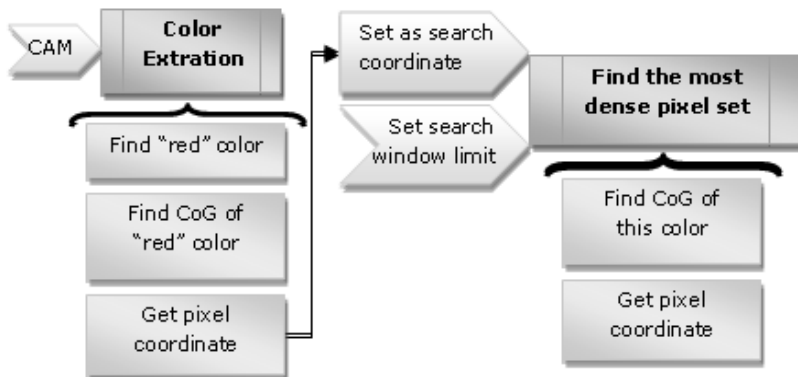 CAM
Color
Extration
Find “red” color
Find CoG of
“red” color
Get pixel
coordinate
Set as search
coordinate
Set search
window limit
Find the most
dense pixel set
Find CoG of
this color
Get pixel
coordinate